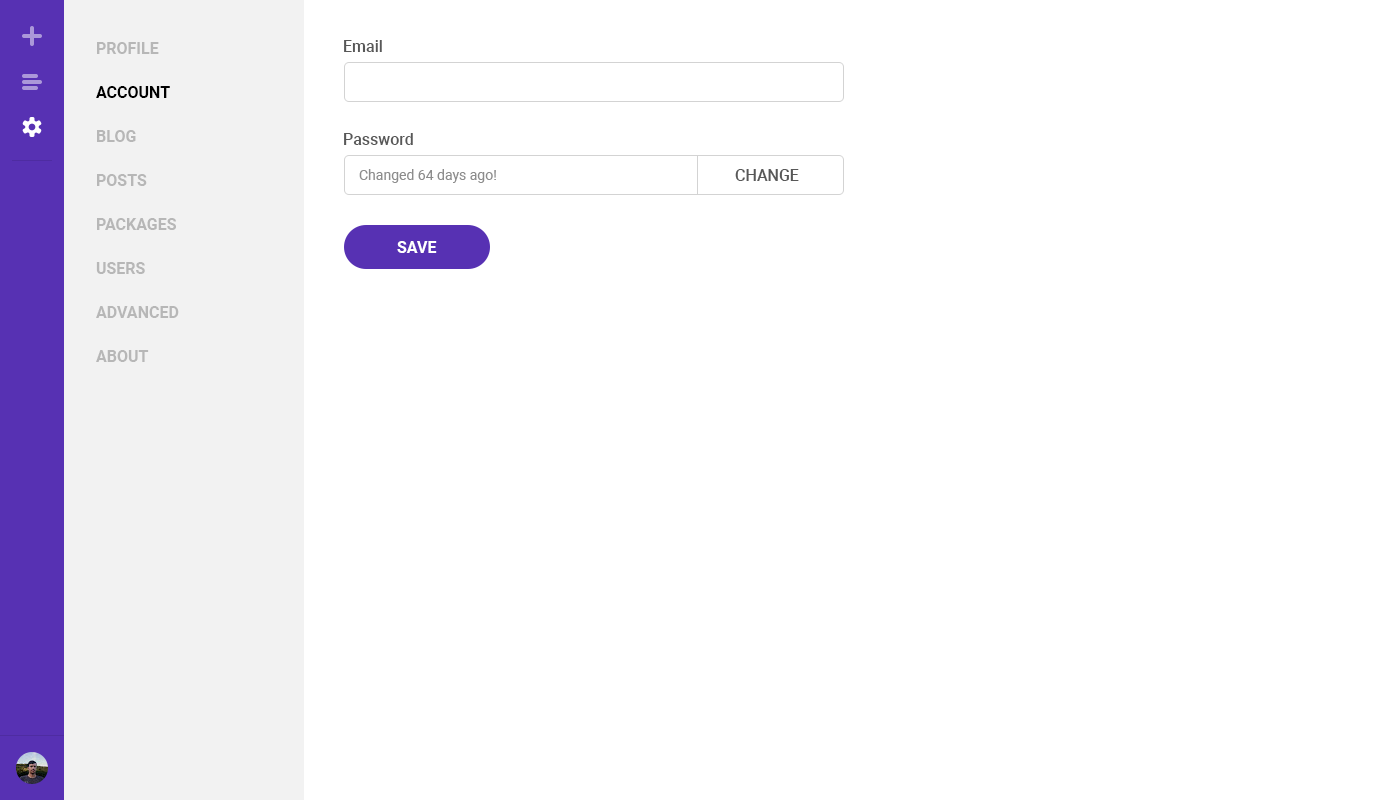 PROFILE
ACCOUNT
BLOG
POSTS
PACKAGES
USERS
ADVANCED
ABOUT
Email
Password
Changed 64 days ago!
CHANGE
SAVE